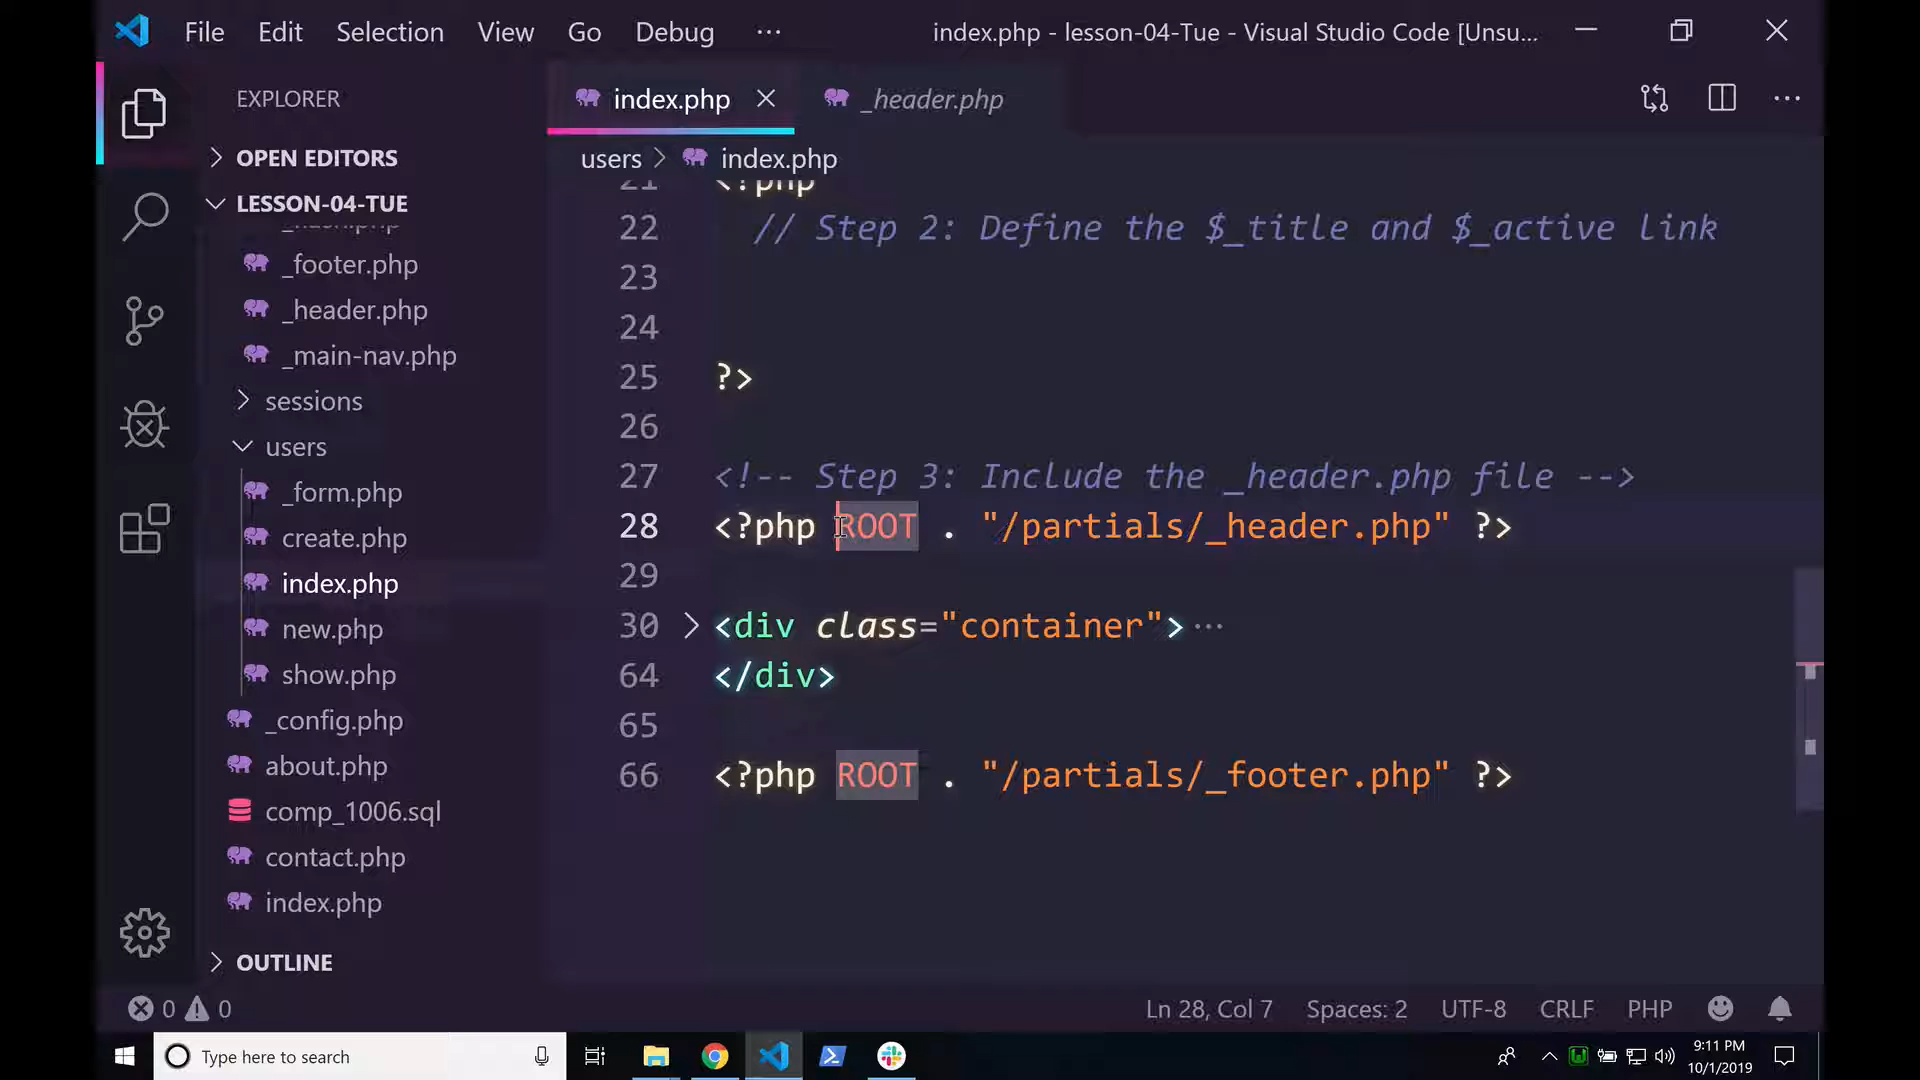 File Edit Selection View Go Debug ··· index.php - lesson-04-Tue - Visual Studio Code [Unsu...
EXPLORER
OPEN EDITORS
LESSON-04-TUE
_footer.php
_header.php
_main-nav.php
sessions
users
_form.php
create.php
index.php
new.php
show.php
_config.php
about.php
comp_1006.sql
contact.php
index.php
OUTLINE
index.php _header.php
users > index.php
21 <?php
22 // Step 2: Define the $_title and $_active link
23
24
25 ?>
26
27 <!-- Step 3: Include the _header.php file -->
28 <?php ROOT . "/partials/_header.php" ?>
29
30 <div class="container"> ···
64 </div>
65
66 <?php ROOT . "/partials/_footer.php" ?>
0 0 Ln 28, Col 7 Spaces: 2 UTF-8 CRLF PHP
Type here to search
9:11 PM
10/1/2019